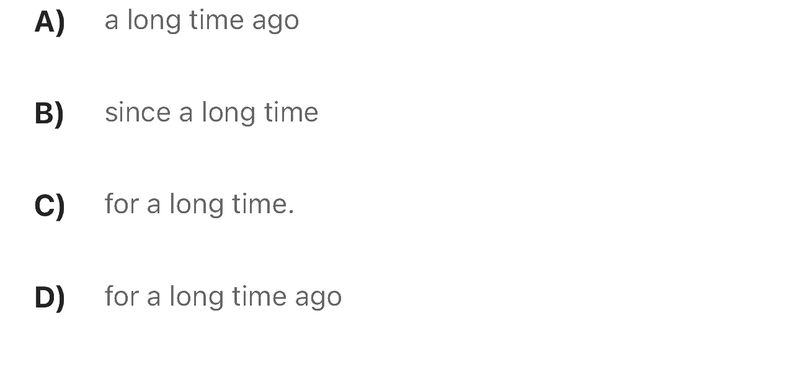 A) a long time ago
B) since a long time
C) for a long time.
D) for a long time ago